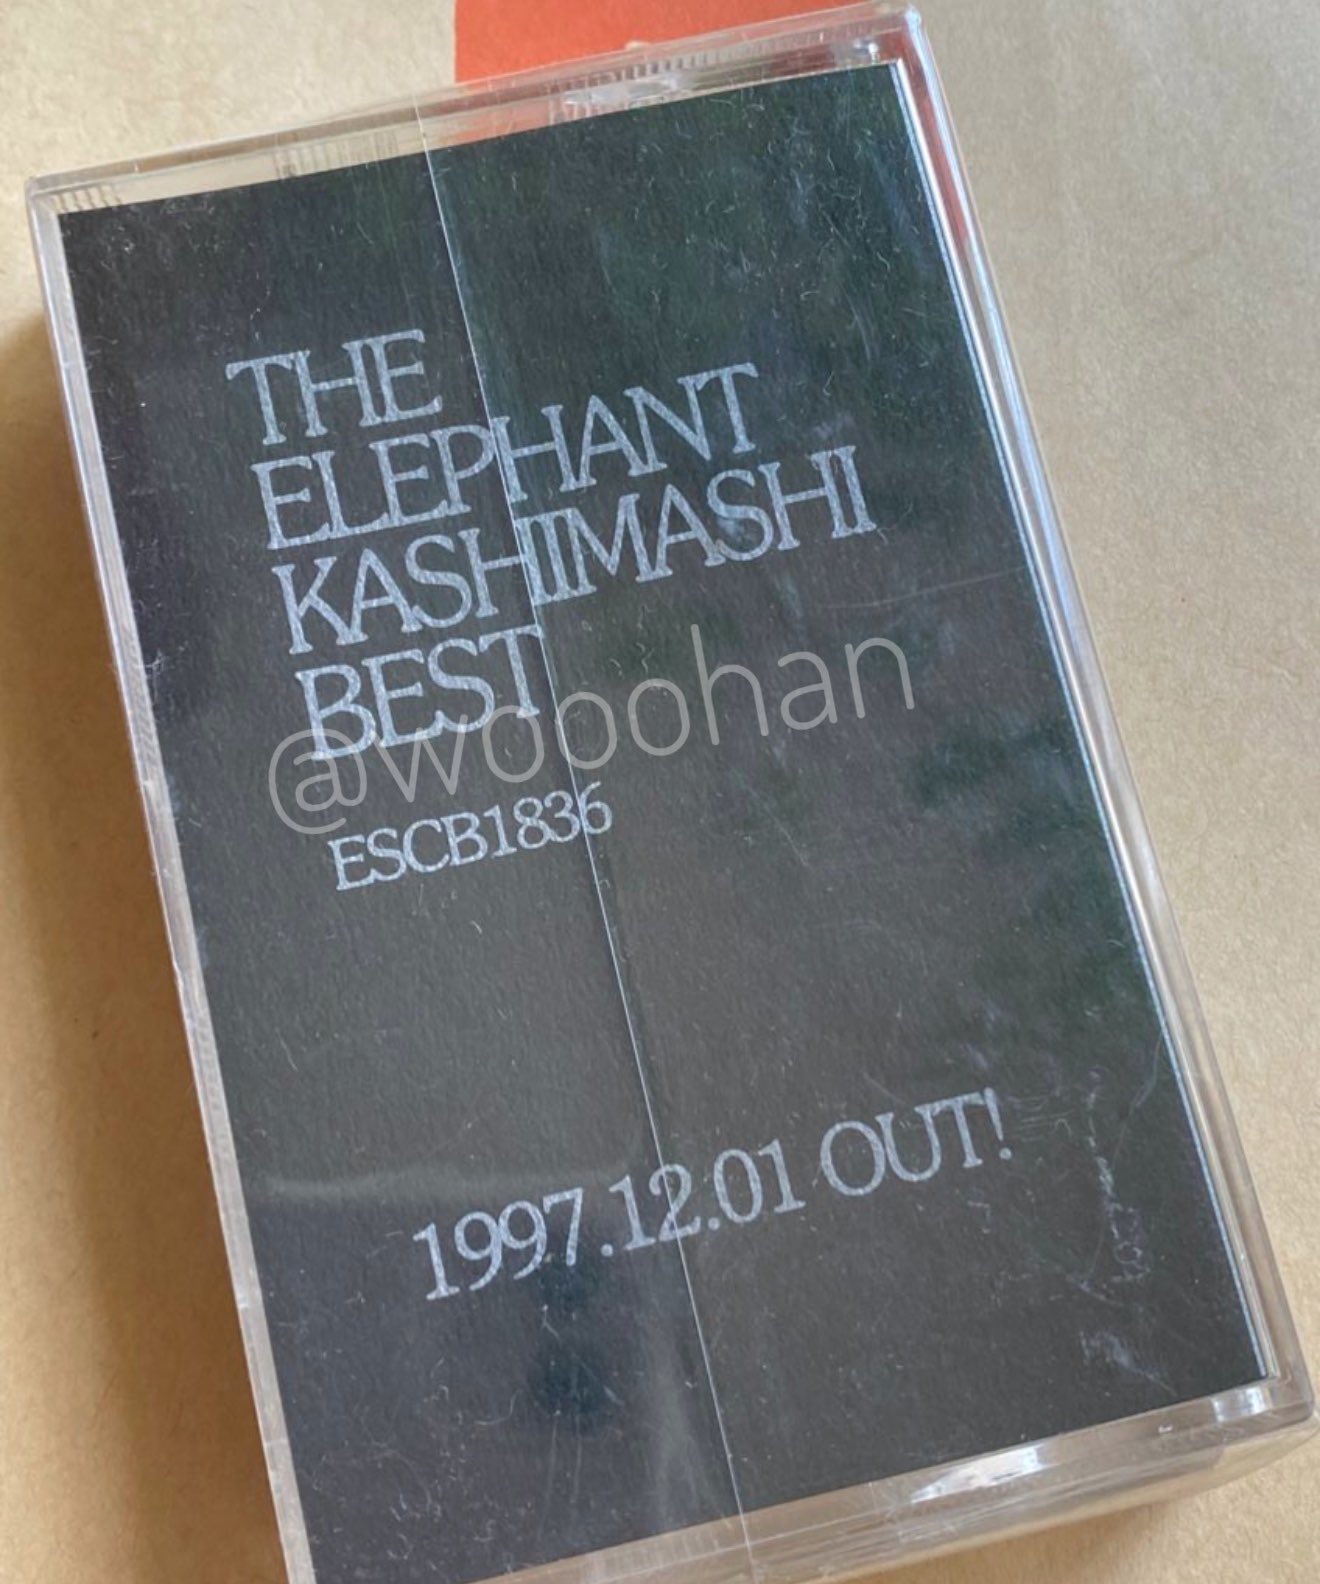 THE
ELEPHANT
KASHIMASHI
BEST
@wooohan
ESCB1836
1997.12.01 OUT!